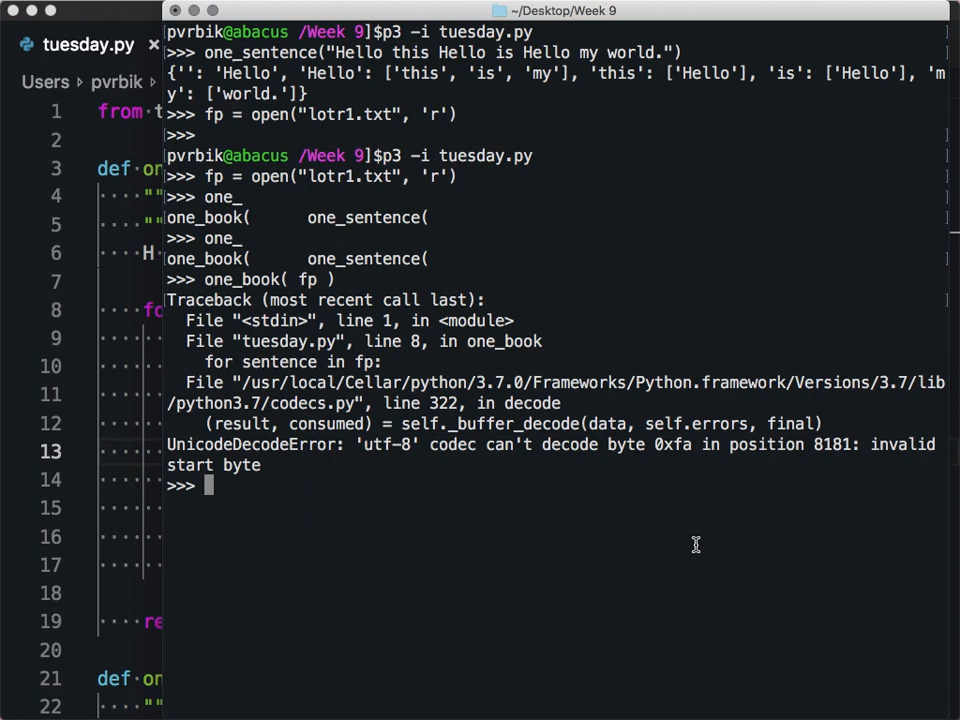 ~/Desktop/Week 9
tuesday.py ×
Users › pvrbik ›
1 from t
2
3 def on
4 ····""
5 ····""
6 ····H
7
8 ····fo
9 ····
10 ····
11 ····
12 ····
13 ····
14 ····
15 ····
16 ····
17 ····
18
19 ····re
20
21 def on
22 ····""
pvrbik@abacus /Week 9]$p3 -i tuesday.py
>>> one_sentence("Hello this Hello is Hello my world.")
{'': 'Hello', 'Hello': ['this', 'is', 'my'], 'this': ['Hello'], 'is': ['Hello'], 'm
y': ['world.']}
>>> fp = open("lotr1.txt", 'r')
>>>
pvrbik@abacus /Week 9]$p3 -i tuesday.py
>>> fp = open("lotr1.txt", 'r')
>>> one_
one_book(      one_sentence(
>>> one_
one_book(      one_sentence(
>>> one_book( fp )
Traceback (most recent call last):
  File "<stdin>", line 1, in <module>
  File "tuesday.py", line 8, in one_book
    for sentence in fp:
  File "/usr/local/Cellar/python/3.7.0/Frameworks/Python.framework/Versions/3.7/lib
/python3.7/codecs.py", line 322, in decode
    (result, consumed) = self._buffer_decode(data, self.errors, final)
UnicodeDecodeError: 'utf-8' codec can't decode byte 0xfa in position 8181: invalid
start byte
>>>